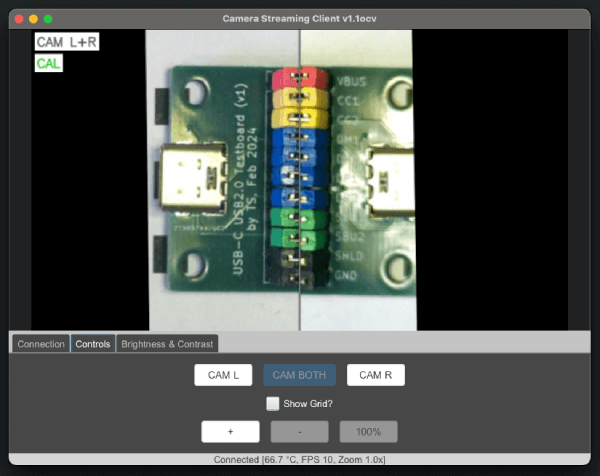 Camera Streaming Client v1.1ocv
CAM L+R
CAL
USB-C USB2.0 Testboard (v1)
by TS, Feb 2024
VBUS
CC1
CC2
SBU2
SHLD
GND
Connection
Controls
Brightness & Contrast
CAM L
CAM BOTH
CAM R
Show Grid?
+
-
100%
Connected [66.7 °C, FPS 10, Zoom 1.0x]